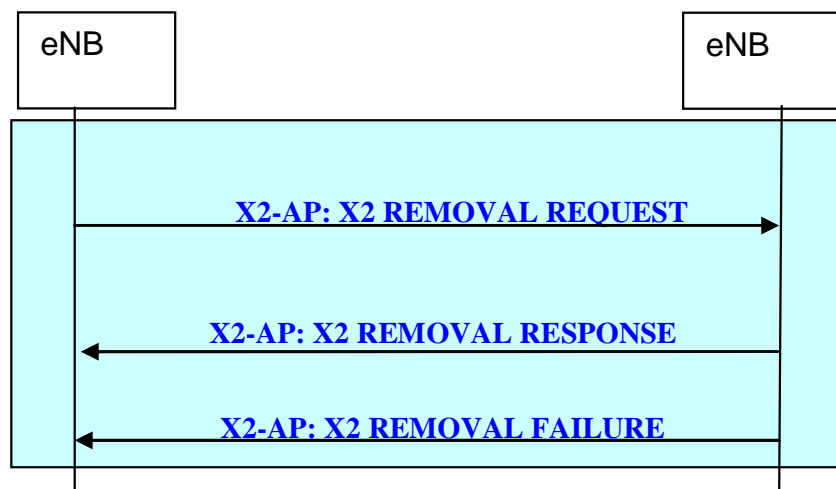 eNB
eNB
X2-AP: X2 REMOVAL REQUEST
X2-AP: X2 REMOVAL RESPONSE
X2-AP: X2 REMOVAL FAILURE